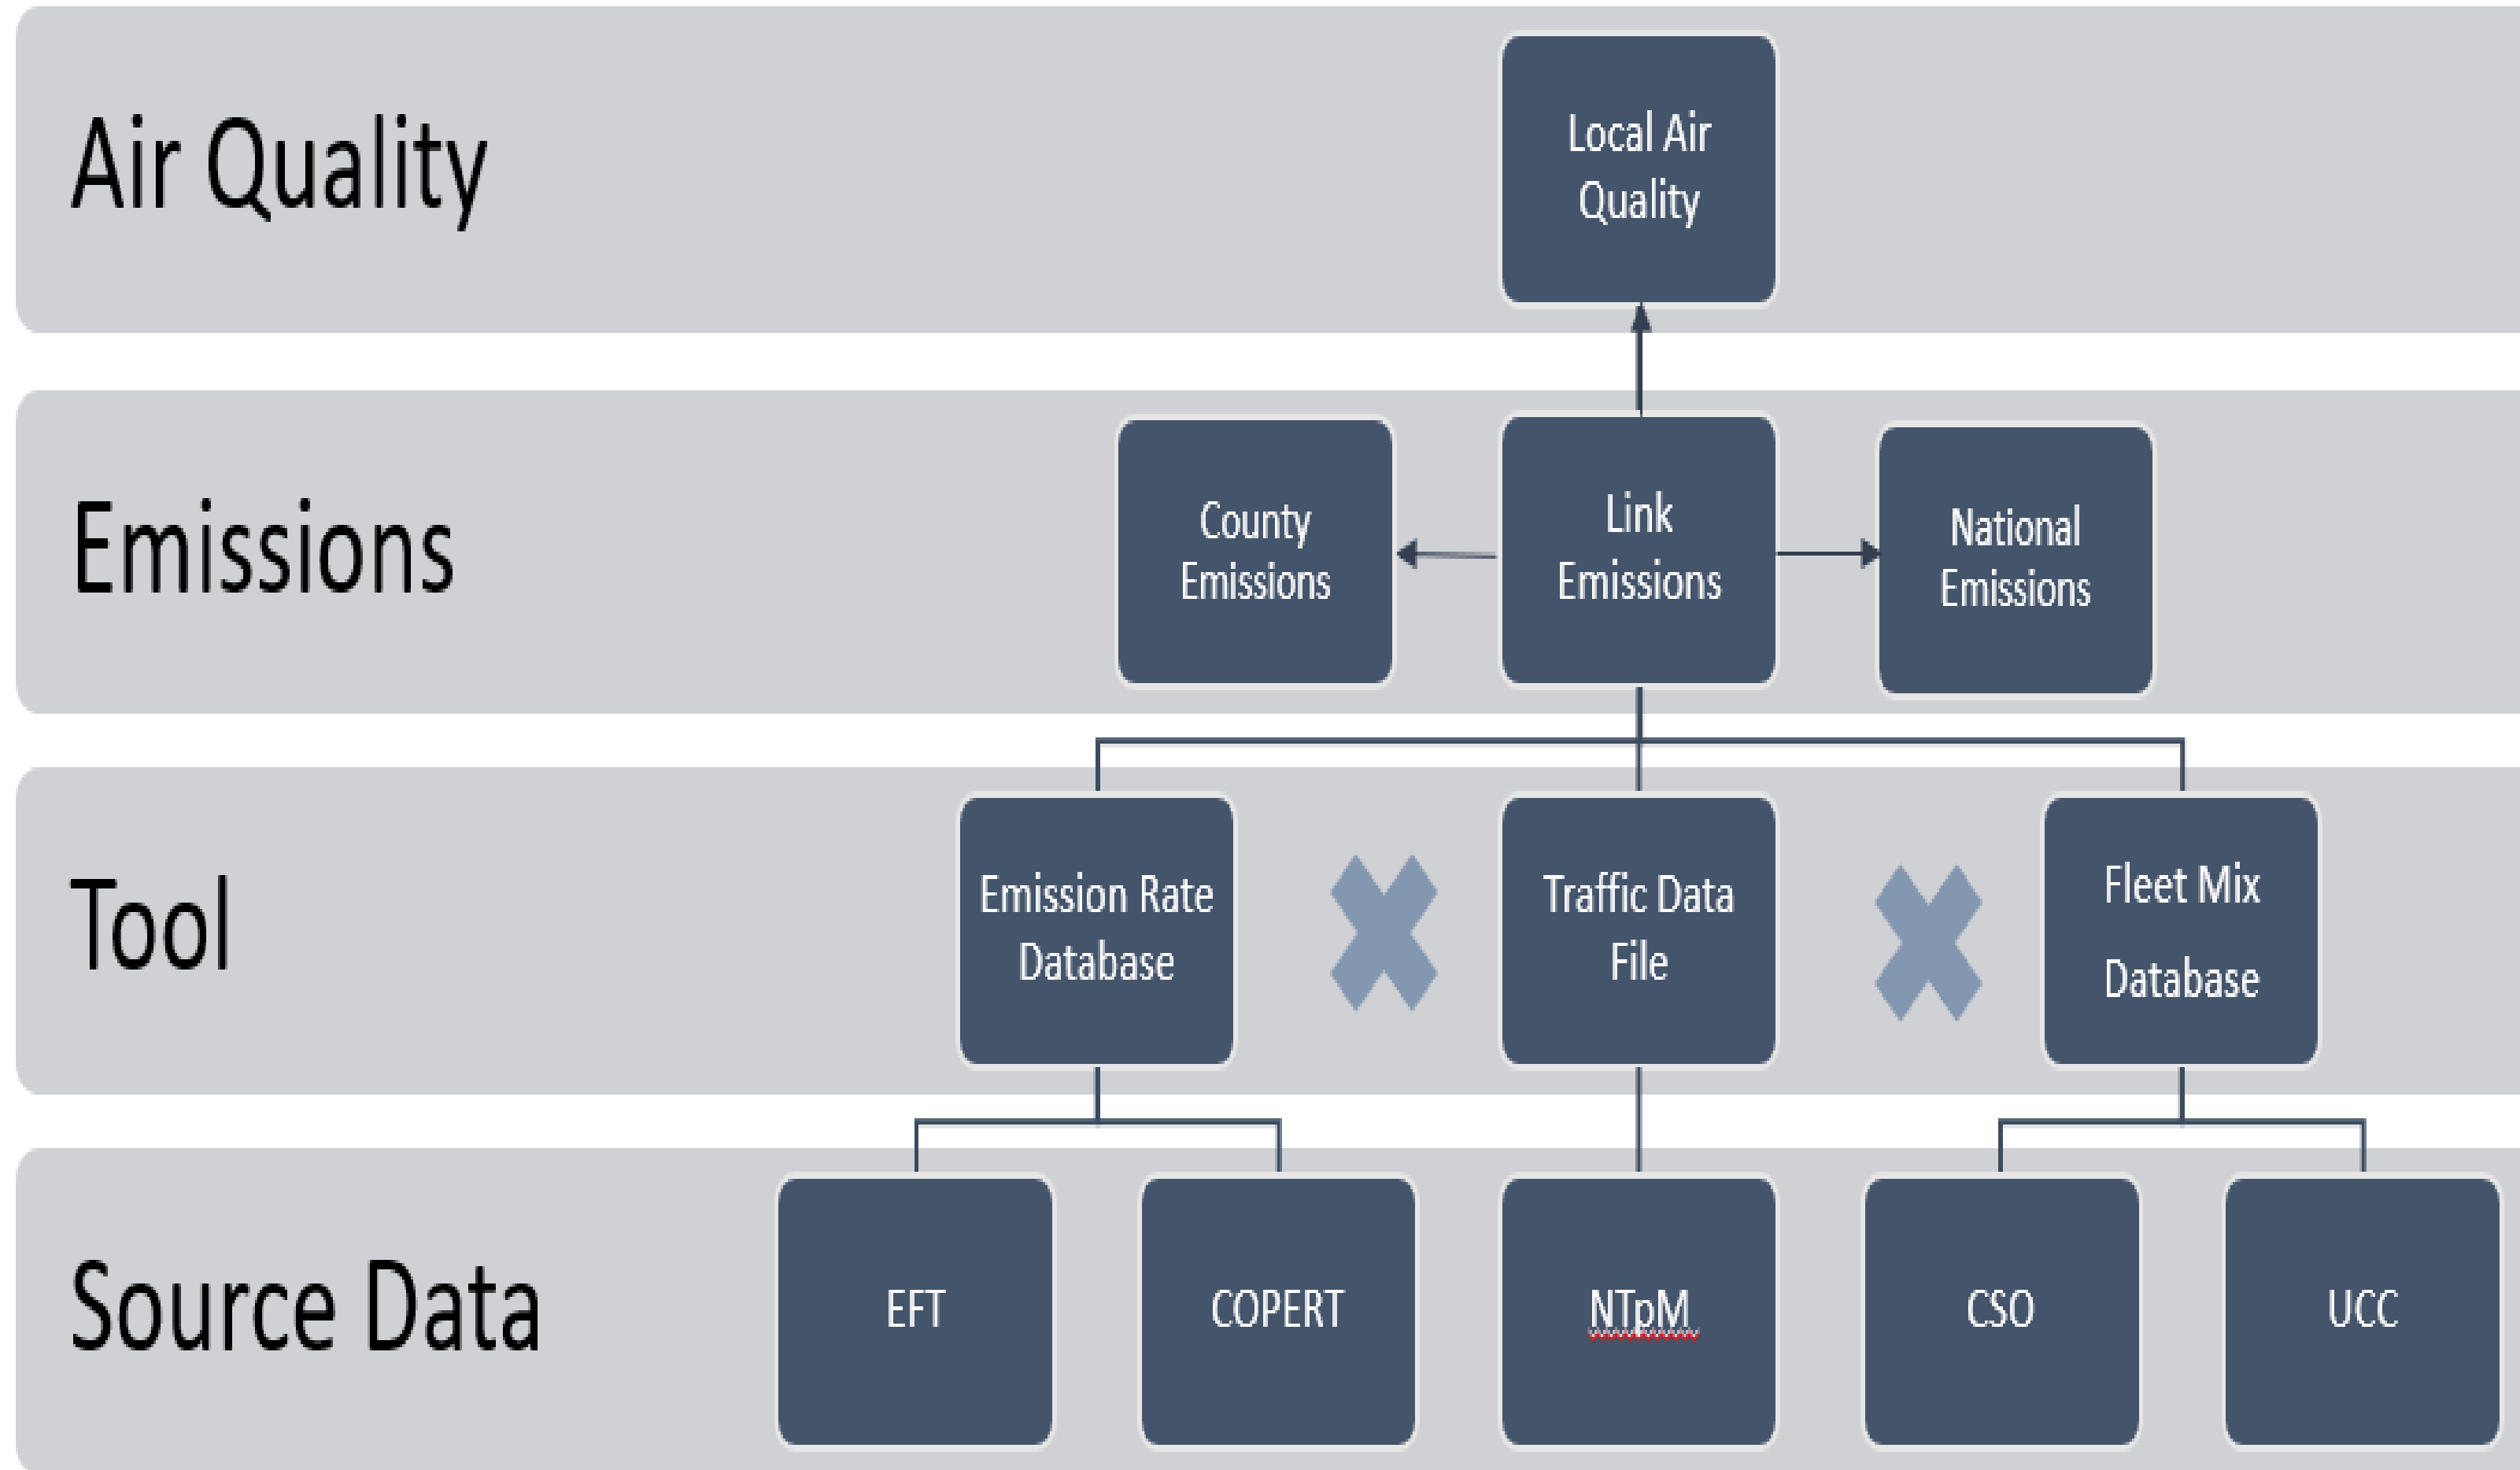 Air Quality
Local Air
Quality
Emissions
County
Emissions
Link
Emissions
National
Emissions
Tool
Emission Rate
Database
Traffic Data
File
Fleet Mix
Database
Source Data
EFT
COPERT
NTpM
CSO
UCC